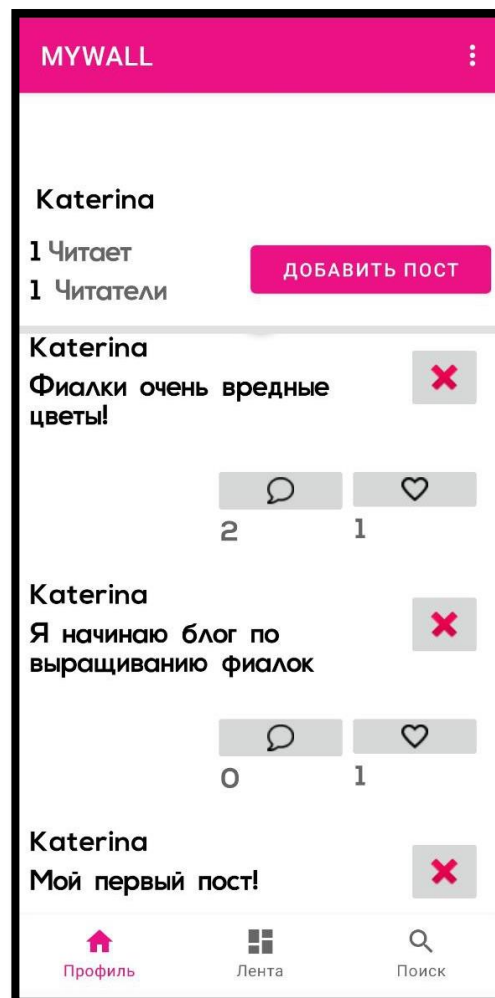 MYWALL
Katerina
1 Читает
1 Читатели
ДОБАВИТЬ ПОСТ
Katerina
Фиалки очень вредные
цветы!
2
1
Katerina
Я начинаю блог по
выращиванию фиалок
0
1
Katerina
Мой первый пост!
Профиль
Лента
Поиск